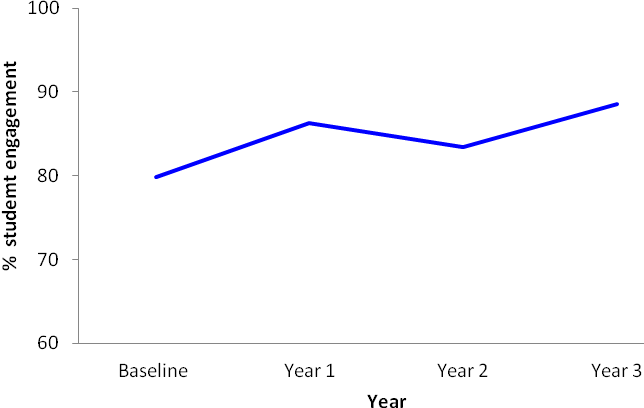 100
90
80
70
60
% studemt engagement
Baseline
Year 1
Year 2
Year 3
Year